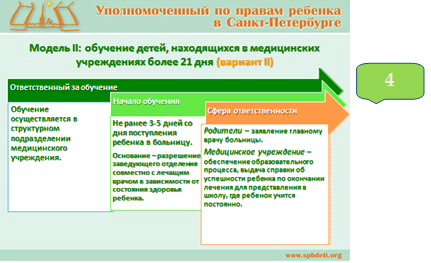 Уполномоченный по правам ребенка
в Санкт-Петербурге
Модель II: обучение детей, находящихся в медицинских
учреждениях более 21 дня (вариант II)
4
Ответственный за обучение
Обучение
осуществляется в
структурном
подразделении
медицинского
учреждения.
Начало обучения
Не ранее 3-5 дней со
дня поступления
ребенка в больницу.
Основание – разрешение
заведующего отделения
совместно с лечащим
врачом в зависимости от
состояния здоровья
ребенка.
Сфера ответственности
Родители – заявление главному
врачу больницы.
Медицинское учреждение –
обеспечение образовательного
процесса, выдача справки об
успешности ребенка по окончании
лечения для представления в
школу, где ребенок учится
постоянно.
www.spbdeti.org